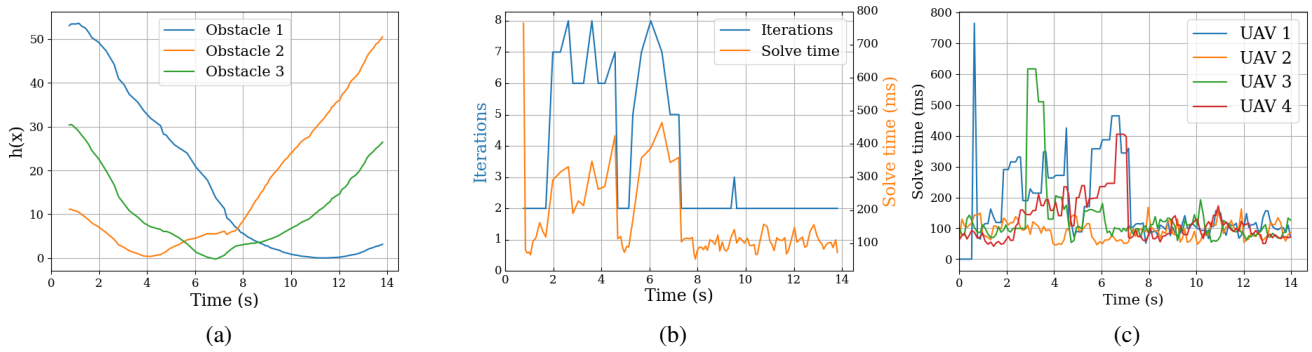 Obstacle 1
Obstacle 2
Obstacle 3
h(x)
50
40
30
20
10
0
2 4 6 8 10 12 14
Time (s)
(a)
Iterations
Solve time
Iterations
8
7
6
5
4
3
2
1
0
0 2 4 6 8 10 12 14
Time (s)
800
700
600
500
400
300
200
100
Solve time (ms)
(b)
UAV 1
UAV 2
UAV 3
UAV 4
Solve time (ms)
800
700
600
500
400
300
200
100
0
0 2 4 6 8 10 12 14
Time (s)
(c)